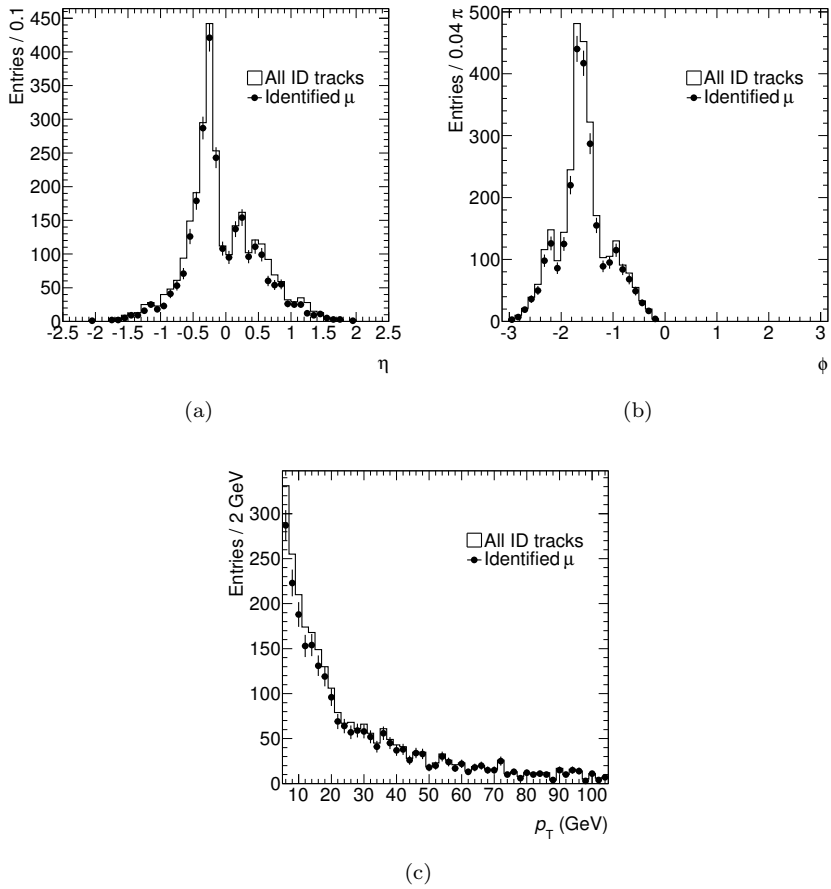 Entries / 0.1
450
400
350
300
250
200
150
100
50
0
All ID tracks
Identified μ
-2.5 -2 -1.5 -1 -0.5 0 0.5 1 1.5 2 2.5
η
(a)
Entries / 0.04 π
500
400
300
200
100
0
All ID tracks
Identified μ
-3 -2 -1 0 1 2 3
ϕ
(b)
Entries / 2 GeV
300
250
200
150
100
50
0
All ID tracks
Identified μ
10 20 30 40 50 60 70 80 90 100
p_T (GeV)
(c)